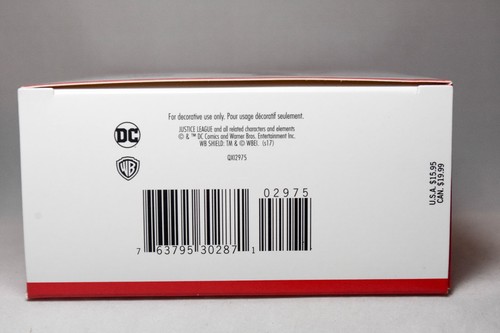 For decorative use only. Pour usage décoratif seulement.
DC
JUSTICE LEAGUE and all related characters and elements
© & ™ DC Comics and Warner Bros. Entertainment Inc.
WB SHIELD: TM & © WBEI. (s17)
WB
QXI2975
02975
7 63795 30287 1
U.S.A. $15.95
CAN. $19.99